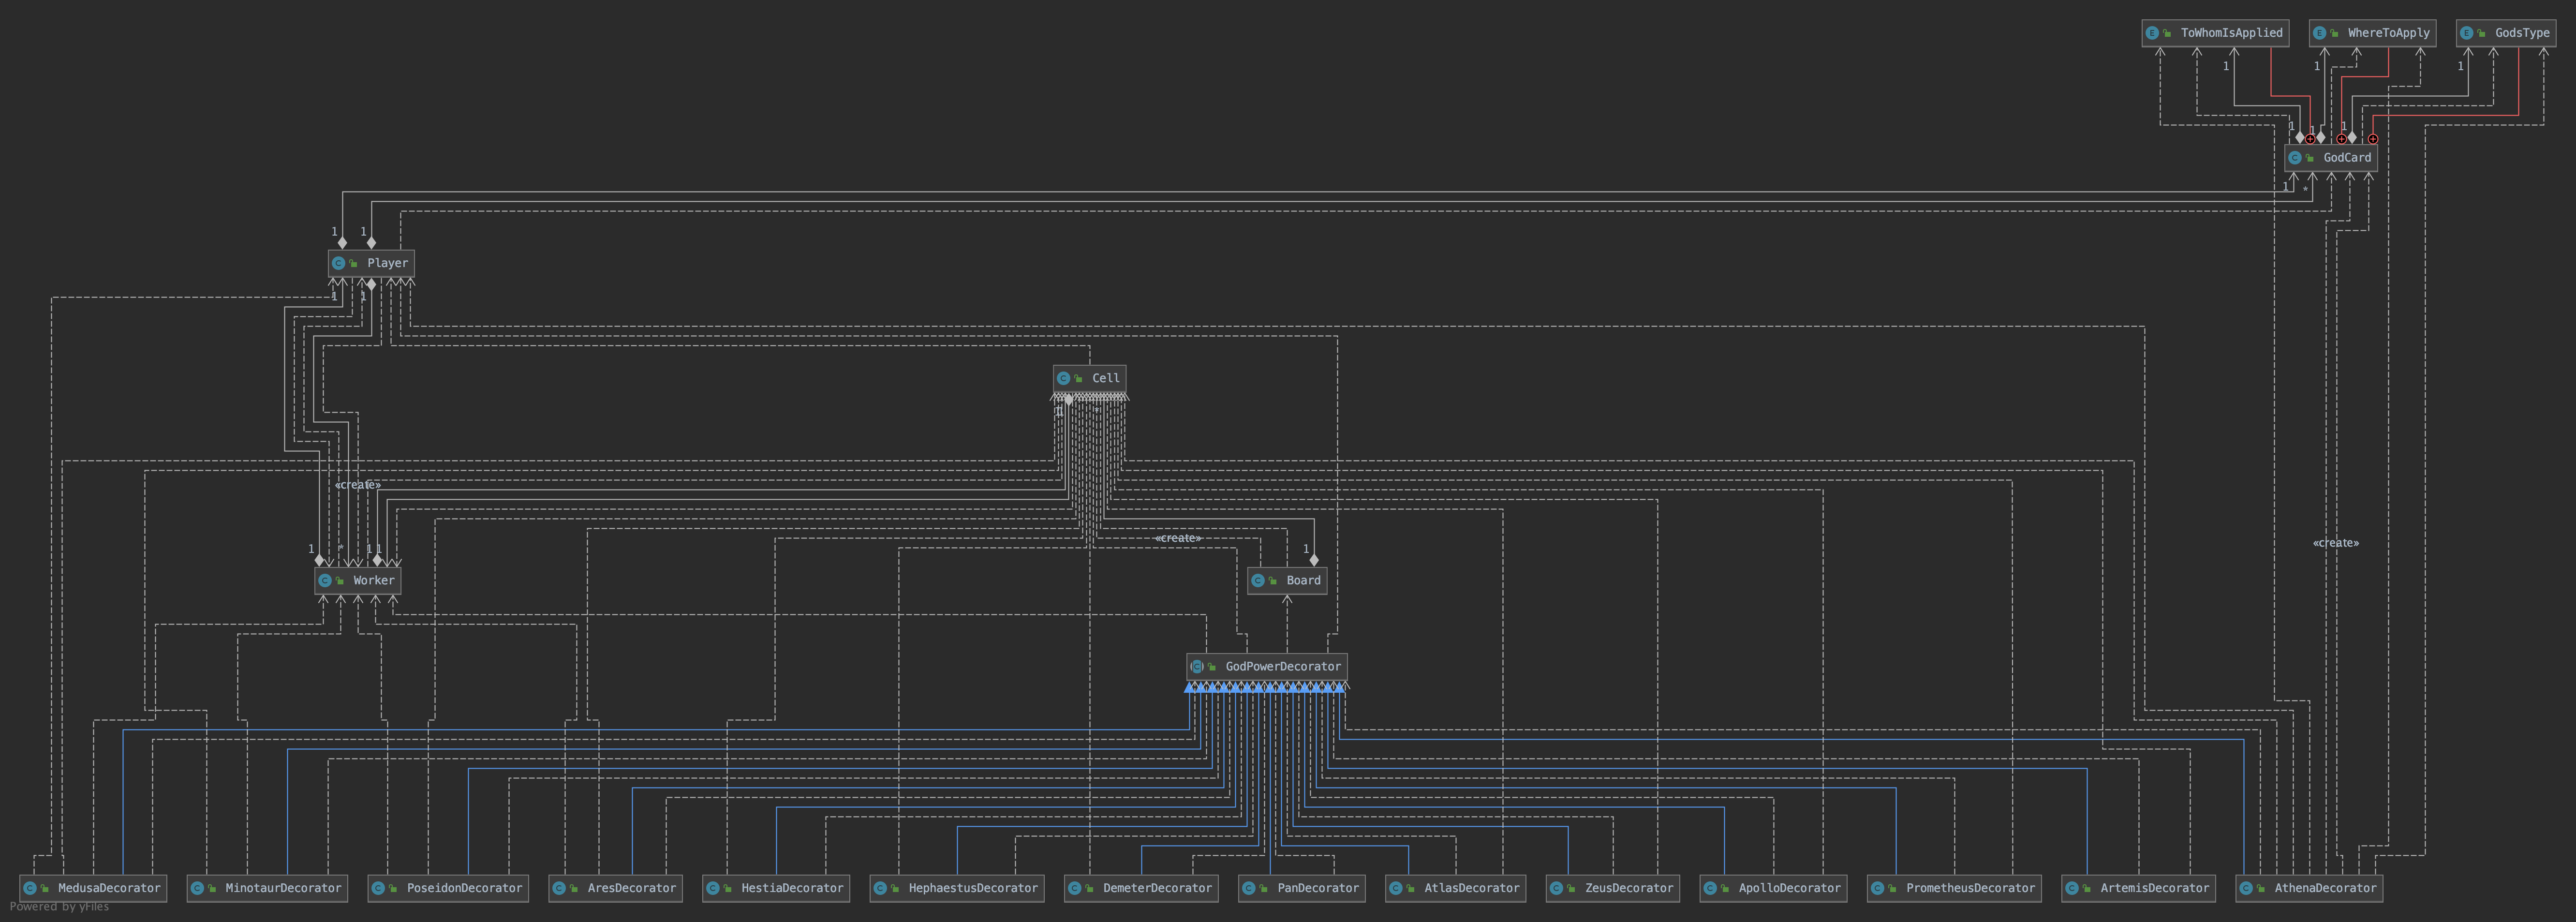 ToWhomIsApplied
WhereToApply
GodsType
1
1
1
1
1
1
GodCard
1
*
1
1
Player
1
1
Cell
1
*
«create»
«create»
«create»
1
*
1
1
1
Worker
Board
GodPowerDecorator
MedusaDecorator
MinotaurDecorator
PoseidonDecorator
AresDecorator
HestiaDecorator
HephaestusDecorator
DemeterDecorator
PanDecorator
AtlasDecorator
ZeusDecorator
ApolloDecorator
PrometheusDecorator
ArtemisDecorator
AthenaDecorator
Powered by yFiles